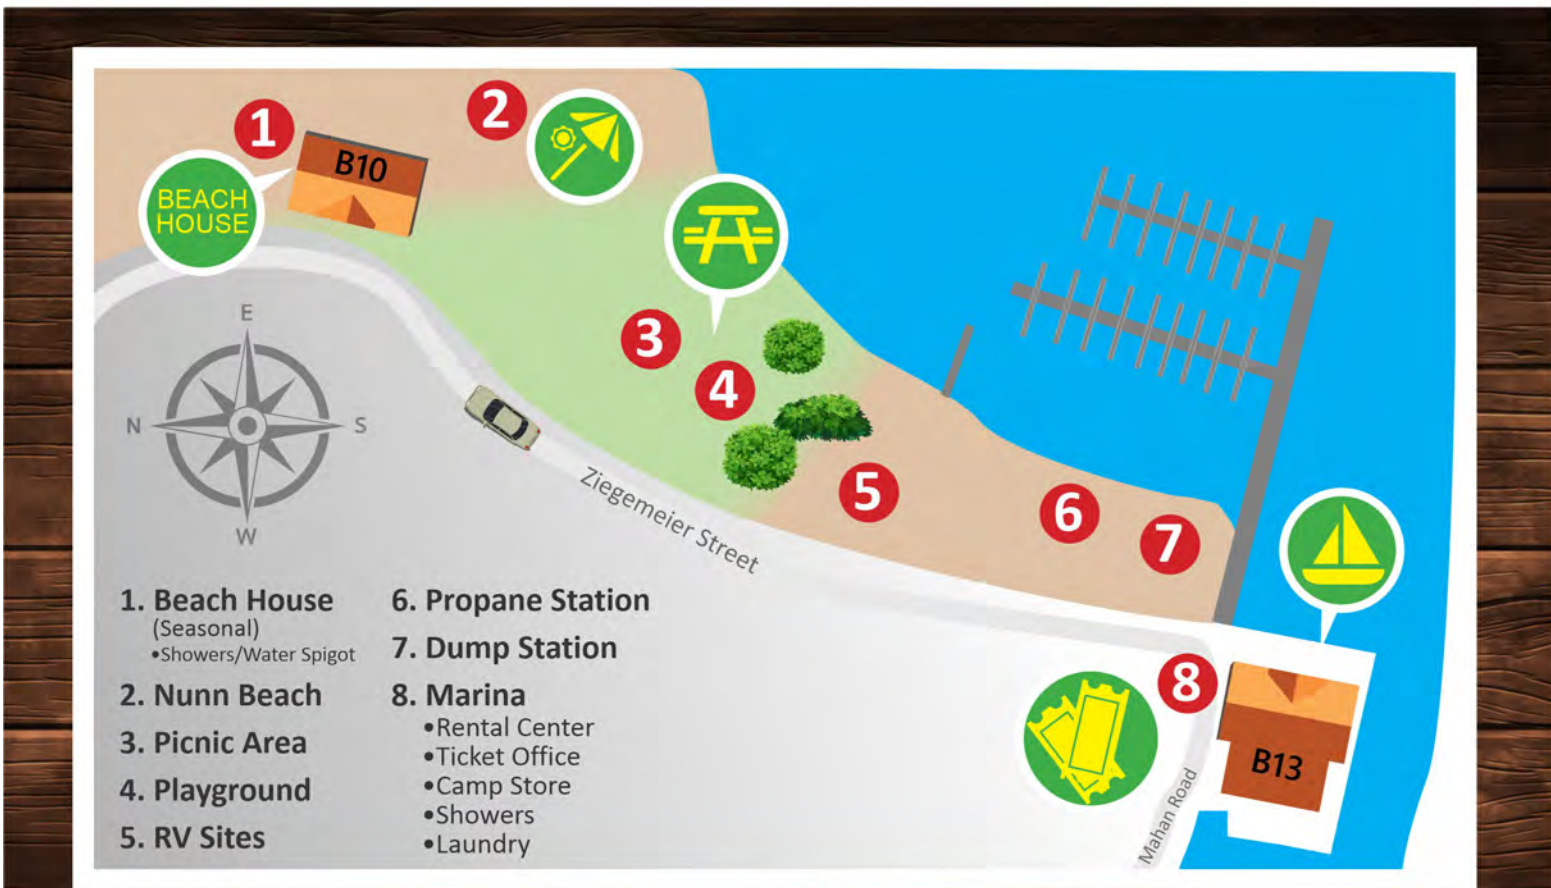 1
2
B10
BEACH
HOUSE
3
4
E
N
S
W
5
6
7
Ziegemeier Street
8
B13
Mahan Road
1. Beach House
(Seasonal)
•Showers/Water Spigot
2. Nunn Beach
3. Picnic Area
4. Playground
5. RV Sites
6. Propane Station
7. Dump Station
8. Marina
•Rental Center
•Ticket Office
•Camp Store
•Showers
•Laundry